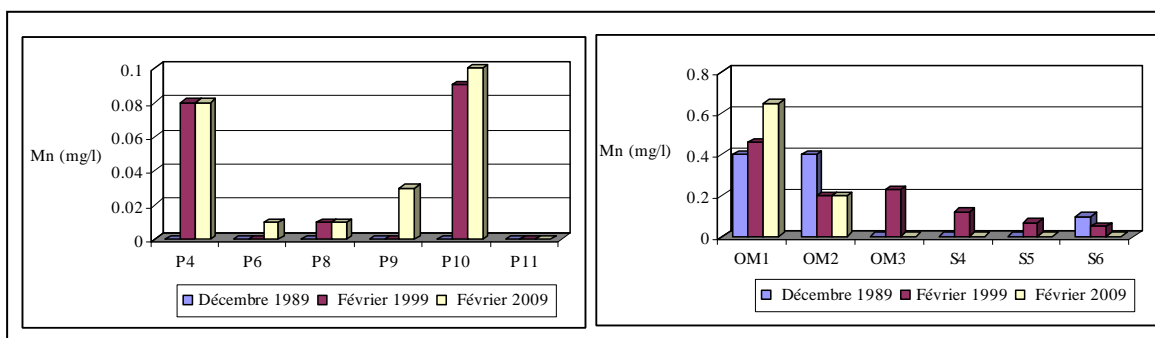 0.1
0.08
0.06
Mn (mg/l)
0.04
0.02
0
P4 P6 P8 P9 P10 P11
Décembre 1989 Février 1999 Février 2009
0.8
0.6
Mn (mg/l)
0.4
0.2
0
OM1 OM2 OM3 S4 S5 S6
Décembre 1989 Février 1999 Février 2009